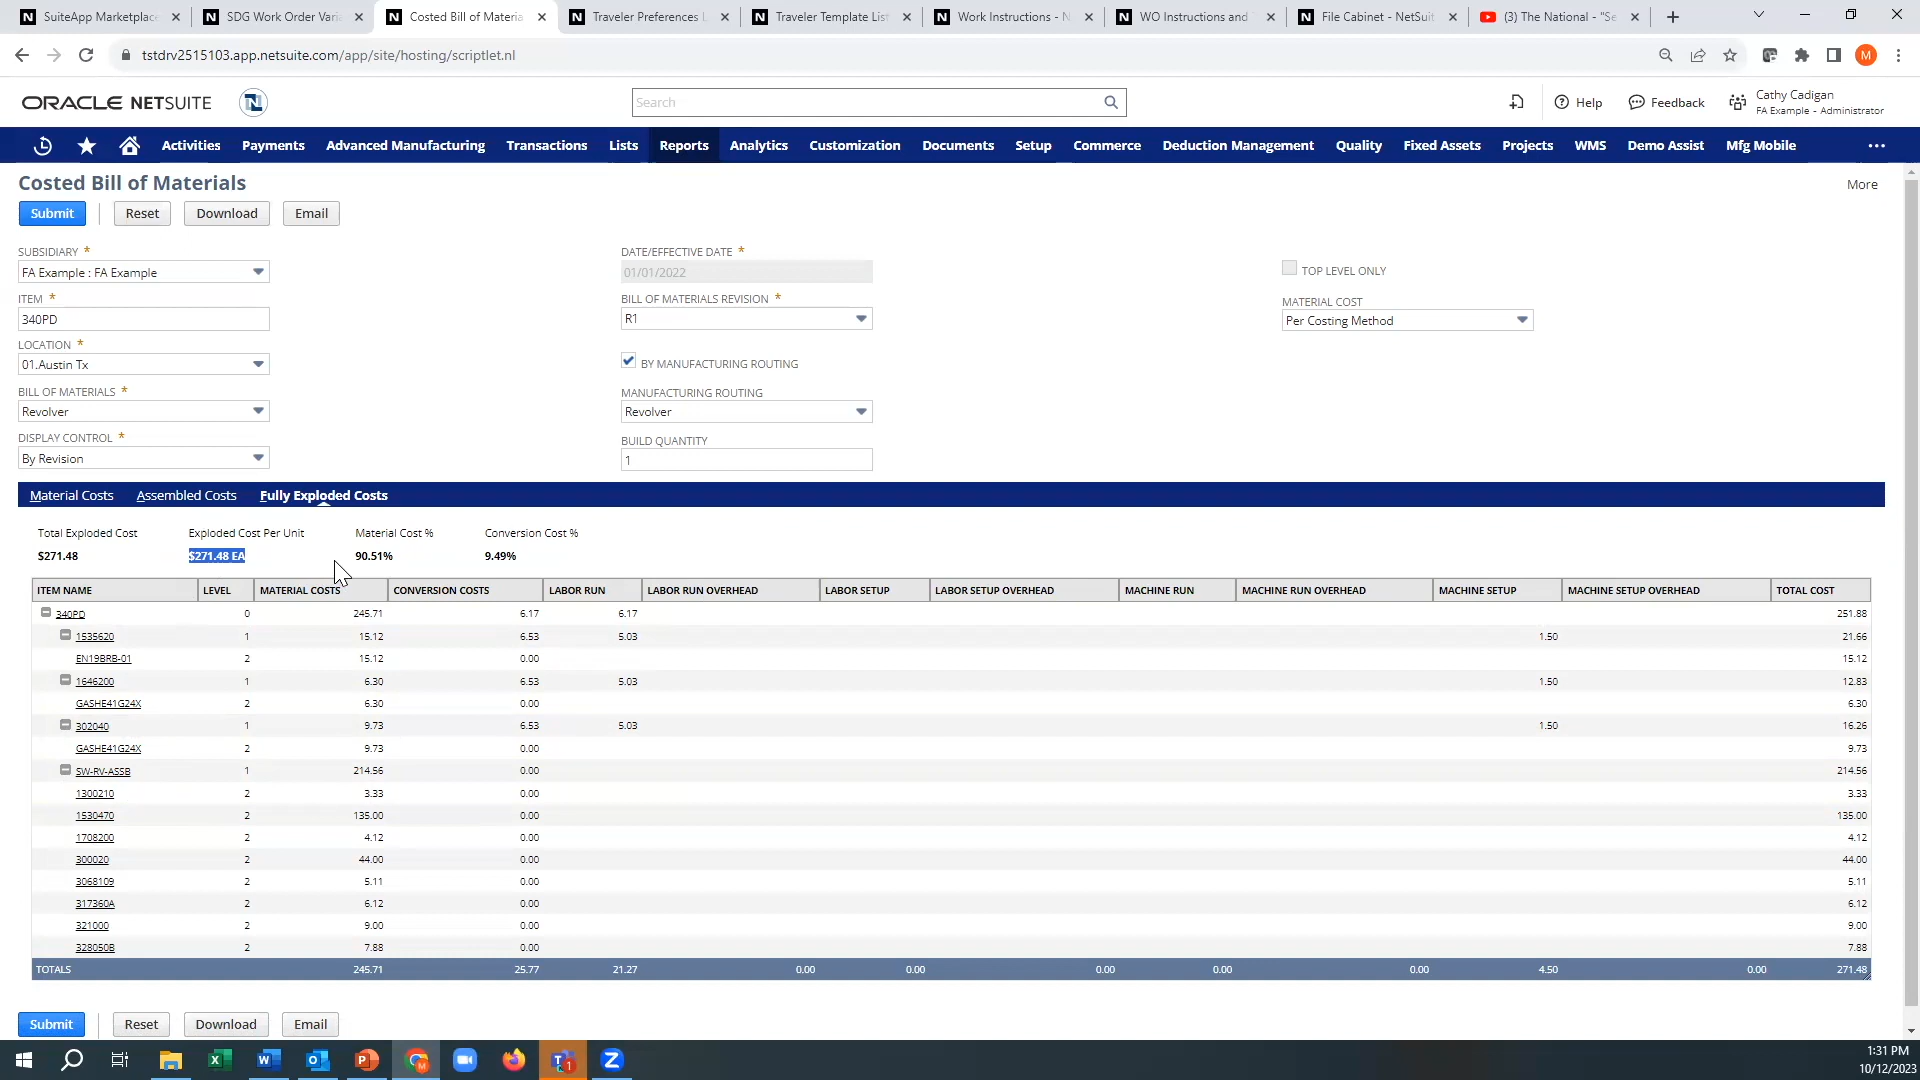 SuiteApp Marketplace
SDG Work Order Varia
Costed Bill of Materia
Traveler Preferences L
Traveler Template List
Work Instructions - N
WO Instructions and
File Cabinet - NetSuit
(3) The National - "Se
tstdrv2515103.app.netsuite.com/app/site/hosting/scriptlet.nl
M
ORACLE NETSUITE
N
Search
Help
Feedback
Cathy Cadigan
FA Example - Administrator
Activities Payments Advanced Manufacturing Transactions Lists Reports Analytics Customization Documents Setup Commerce Deduction Management Quality Fixed Assets Projects WMS Demo Assist Mfg Mobile
Costed Bill of Materials
More
Submit Reset Download Email
SUBSIDIARY *
FA Example : FA Example
ITEM *
340PD
LOCATION *
01.Austin Tx
BILL OF MATERIALS *
Revolver
DISPLAY CONTROL *
By Revision
DATE/EFFECTIVE DATE *
01/01/2022
BILL OF MATERIALS REVISION *
R1
BY MANUFACTURING ROUTING
MANUFACTURING ROUTING
Revolver
BUILD QUANTITY
1
TOP LEVEL ONLY
MATERIAL COST
Per Costing Method
Material Costs Assembled Costs Fully Exploded Costs
Total Exploded Cost Exploded Cost Per Unit Material Cost % Conversion Cost %
$271.48 $271.48 EA 90.51% 9.49%
ITEM NAME LEVEL MATERIAL COSTS CONVERSION COSTS LABOR RUN LABOR RUN OVERHEAD LABOR SETUP LABOR SETUP OVERHEAD MACHINE RUN MACHINE RUN OVERHEAD MACHINE SETUP MACHINE SETUP OVERHEAD TOTAL COST
340PD 0 245.71 6.17 6.17 251.88
1535620 1 15.12 6.53 5.03 1.50 21.66
EN19BRB-01 2 15.12 0.00 15.12
1646200 1 6.30 6.53 5.03 1.50 12.83
GASHE41G24X 2 6.30 0.00 6.30
302040 1 9.73 6.53 5.03 1.50 16.26
GASHE41G24X 2 9.73 0.00 9.73
SW-RV-ASSB 1 214.56 0.00 214.56
1300210 2 3.33 0.00 3.33
1530470 2 135.00 0.00 135.00
1708200 2 4.12 0.00 4.12
300020 2 44.00 0.00 44.00
3068109 2 5.11 0.00 5.11
317360A 2 6.12 0.00 6.12
321000 2 9.00 0.00 9.00
328050B 2 7.88 0.00 7.88
TOTALS 245.71 25.77 21.27 0.00 0.00 0.00 0.00 0.00 4.50 0.00 271.48
Submit Reset Download Email
1:31 PM
10/12/2023